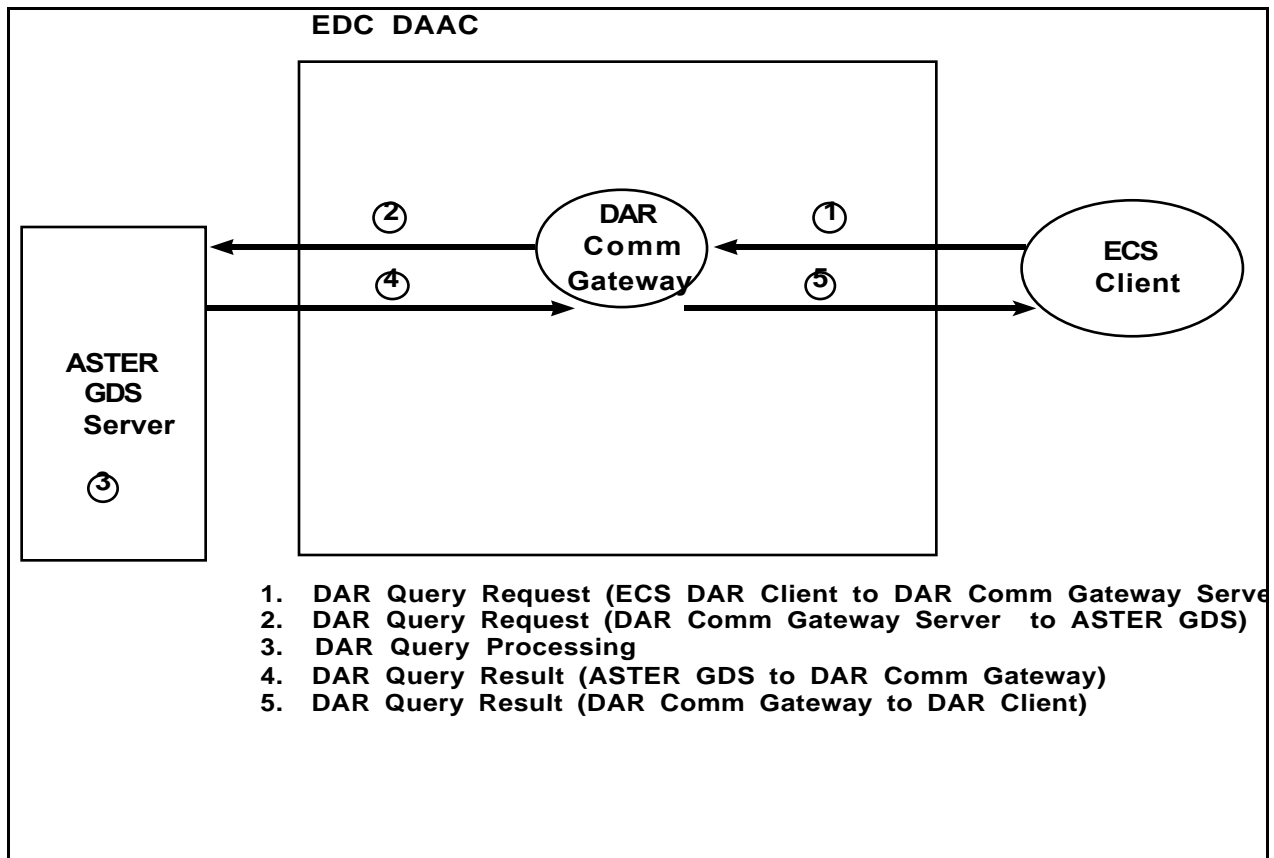 EDC DAAC
2
1
DAR
Comm
Gateway
ECS
Client
4
5
ASTER
GDS
Server
3
1. DAR Query Request (ECS DAR Client to DAR Comm Gateway Serve
2. DAR Query Request (DAR Comm Gateway Server to ASTER GDS)
3. DAR Query Processing
4. DAR Query Result (ASTER GDS to DAR Comm Gateway)
5. DAR Query Result (DAR Comm Gateway to DAR Client)